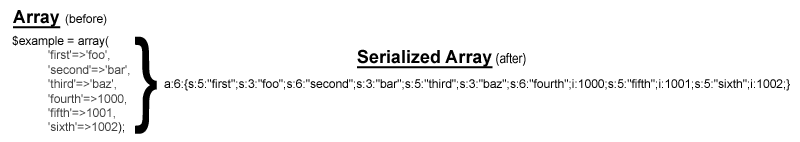 Array (before)
$example = array(
'first'=>'foo',
'second'=>'bar',
'third'=>'baz',
'fourth'=>1000,
'fifth'=>1001,
'sixth'=>1002);
}
Serialized Array (after)
a:6:{s:5:"first";s:3:"foo";s:6:"second";s:3:"bar";s:5:"third";s:3:"baz";s:6:"fourth";i:1000;s:5:"fifth";i:1001;s:5:"sixth";i:1002;}